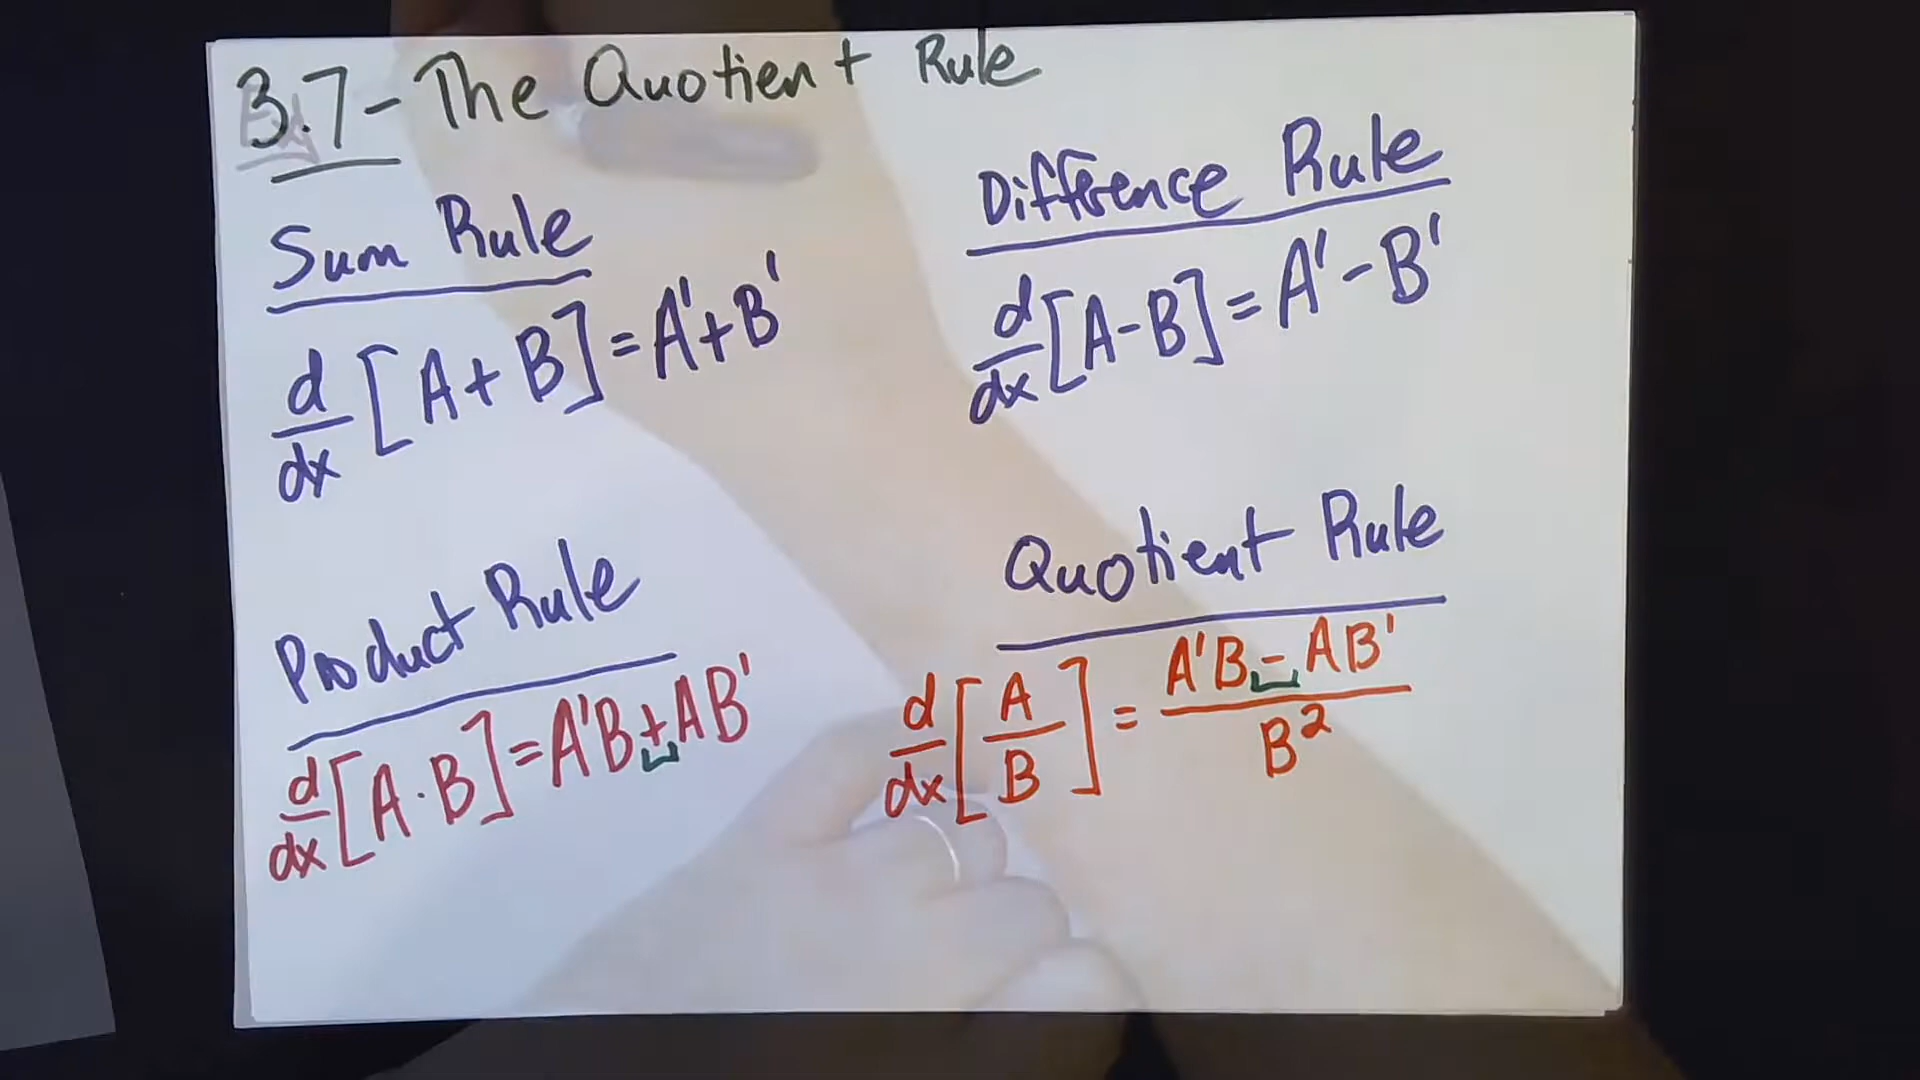 3.7 - The Quotient Rule
Sum Rule
d/dx [A + B] = A' + B'
Difference Rule
d/dx [A - B] = A' - B'
Product Rule
d/dx [A · B] = A'B + AB'
Quotient Rule
d/dx [A/B] = A'B - AB' / B²